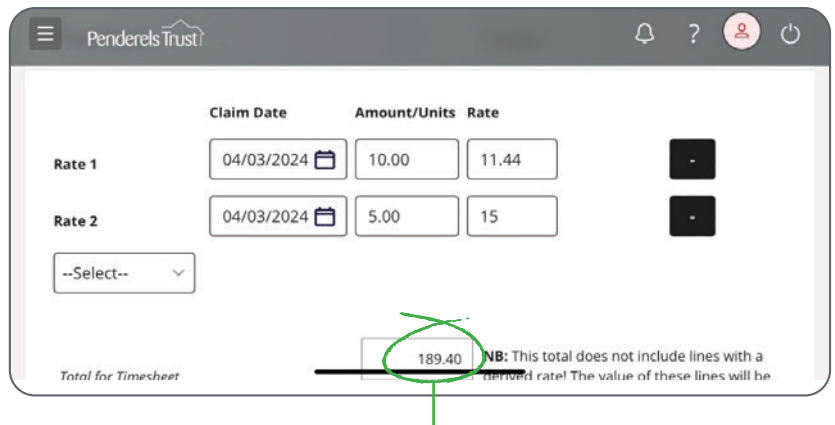 Penderels Trust
?
Claim Date Amount/Units Rate
Rate 1 04/03/2024 10.00 11.44 -
Rate 2 04/03/2024 5.00 15 -
--Select--
189.40 NB: This total does not include lines with a
Total for Timesheet derived rate! The value of these lines will be